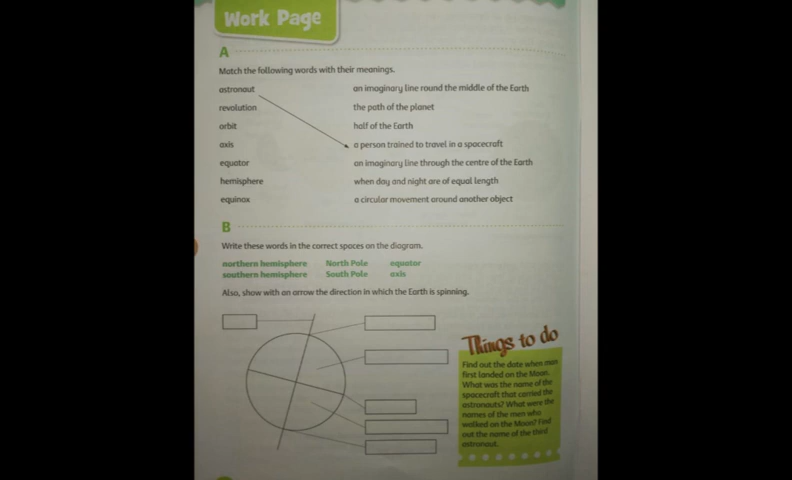 Work Page
A
Match the following words with their meanings.
astronaut an imaginary line round the middle of the Earth
revolution the path of the planet
orbit half of the Earth
axis a person trained to travel in a spacecraft
equator an imaginary line through the centre of the Earth
hemisphere when day and night are of equal length
equinox a circular movement around another object
B
Write these words in the correct spaces on the diagram.
northern hemisphere North Pole equator
southern hemisphere South Pole axis
Also, show with an arrow the direction in which the Earth is spinning.
Things to do
Find out the date when man
first landed on the Moon.
What was the name of the
spacecraft that carried the
astronauts? What were the
names of the men who
walked on the Moon? Find
out the name of the third
astronaut.